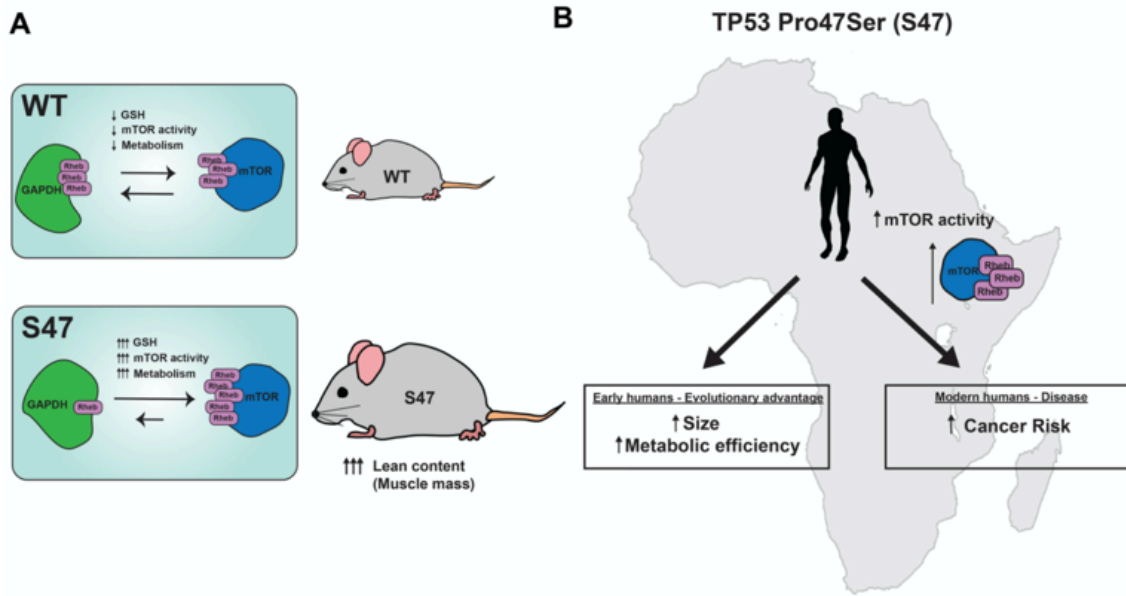 A
WT
↓ GSH
↓ mTOR activity
↓ Metabolism
Rheb
Rheb
Rheb
GAPDH
Rheb
Rheb
Rheb
mTOR
WT
S47
↑↑↑ GSH
↑↑↑ mTOR activity
↑↑↑ Metabolism
GAPDH
Rheb
Rheb
Rheb
Rheb
Rheb
Rheb
mTOR
S47
↑↑↑ Lean content
(Muscle mass)
B
TP53 Pro47Ser (S47)
↑ mTOR activity
mTOR
Rheb
Rheb
Rheb
Early humans - Evolutionary advantage
↑Size
↑Metabolic efficiency
Modern humans - Disease
↑ Cancer Risk